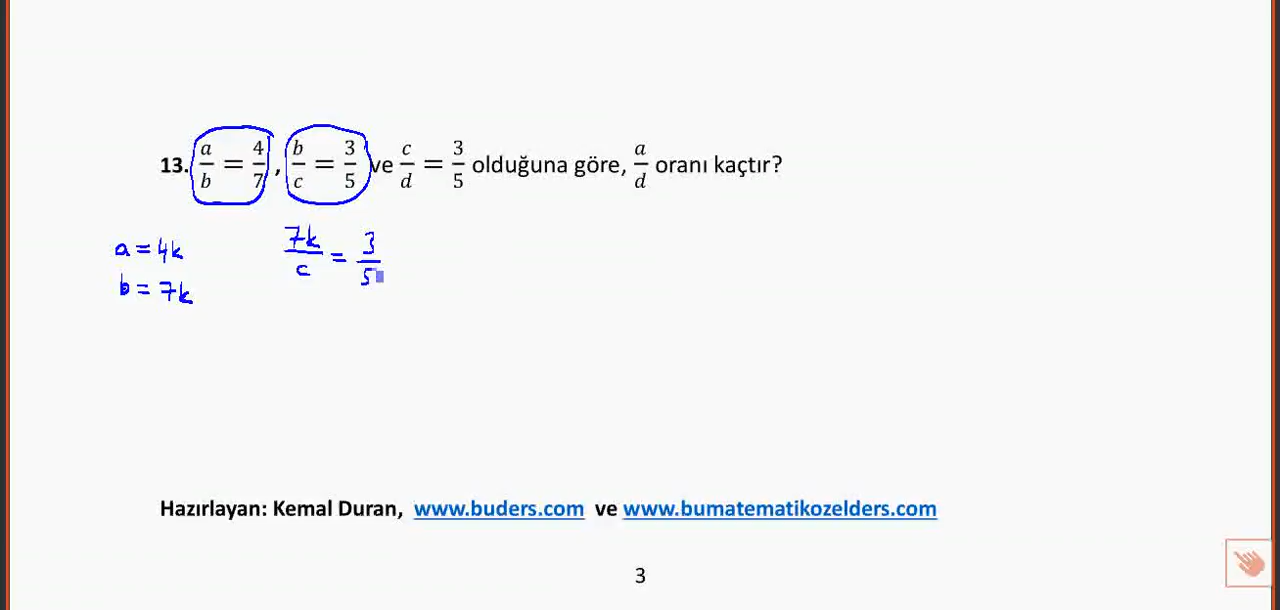 13. a/b = 4/7 , b/c = 3/5 ve c/d = 3/5 olduğuna göre, a/d oranı kaçtır?
a = 4k
b = 7k
7k/c = 3/5
Hazırlayan: Kemal Duran, www.buders.com ve www.bumatematikozelders.com
3